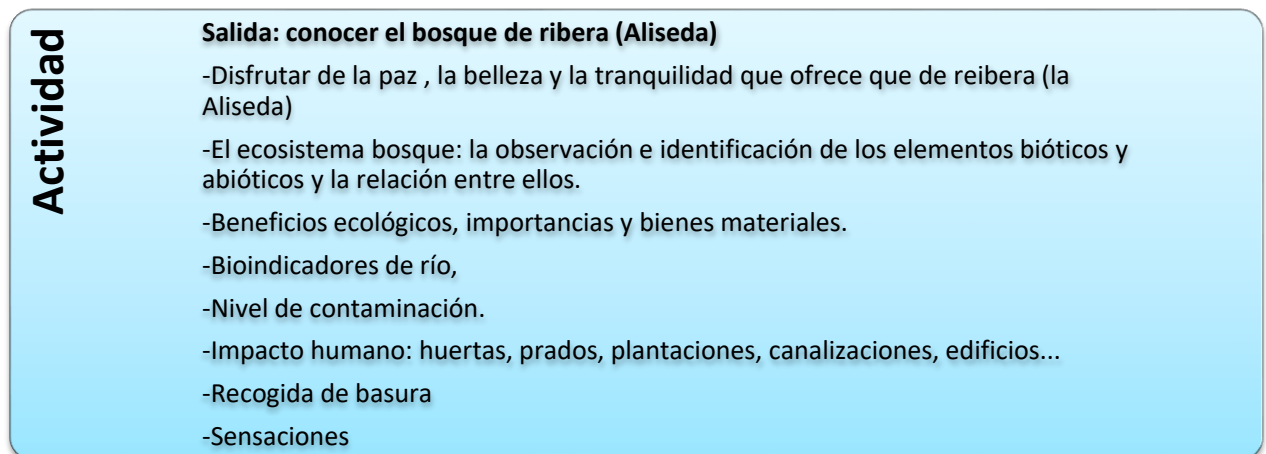 Actividad
Salida: conocer el bosque de ribera (Aliseda)
-Disfrutar de la paz , la belleza y la tranquilidad que ofrece que de reibera (la
Aliseda)
-El ecosistema bosque: la observación e identificación de los elementos bióticos y
abióticos y la relación entre ellos.
-Beneficios ecológicos, importancias y bienes materiales.
-Bioindicadores de río,
-Nivel de contaminación.
-Impacto humano: huertas, prados, plantaciones, canalizaciones, edificios...
-Recogida de basura
-Sensaciones